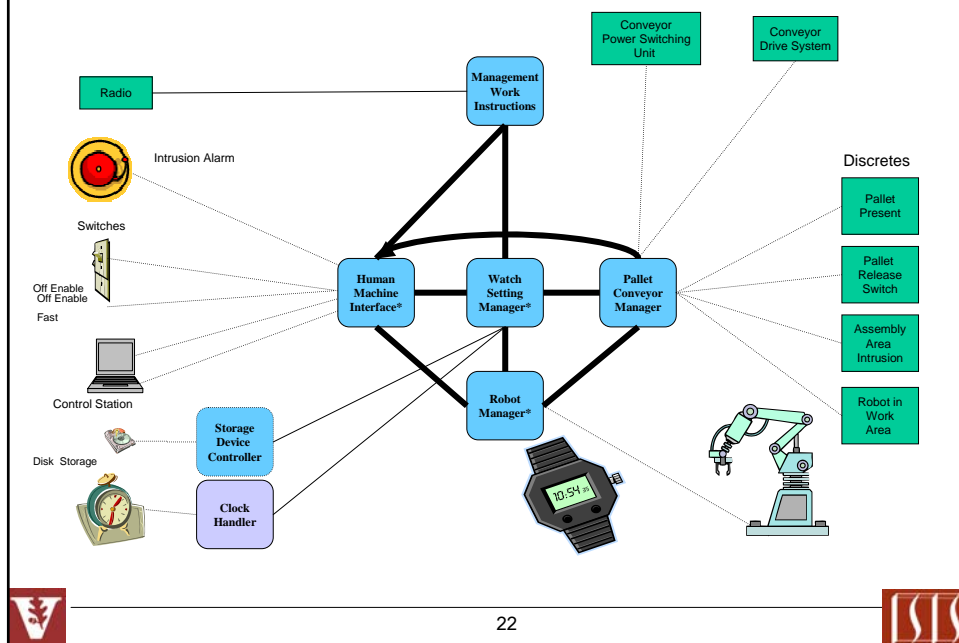 Conveyor
Power Switching
Unit
Conveyor
Drive System
Management
Work
Instructions
Radio
Intrusion Alarm
Discretes
Pallet
Present
Switches
Pallet
Release
Switch
Human
Machine
Interface*
Watch
Setting
Manager*
Pallet
Conveyor
Manager
Off Enable
Off Enable
Fast
Assembly
Area
Intrusion
Control Station
Robot
Manager*
Robot in
Work
Area
Storage
Device
Controller
Disk Storage
Clock
Handler
10:54 35
22
ISIS